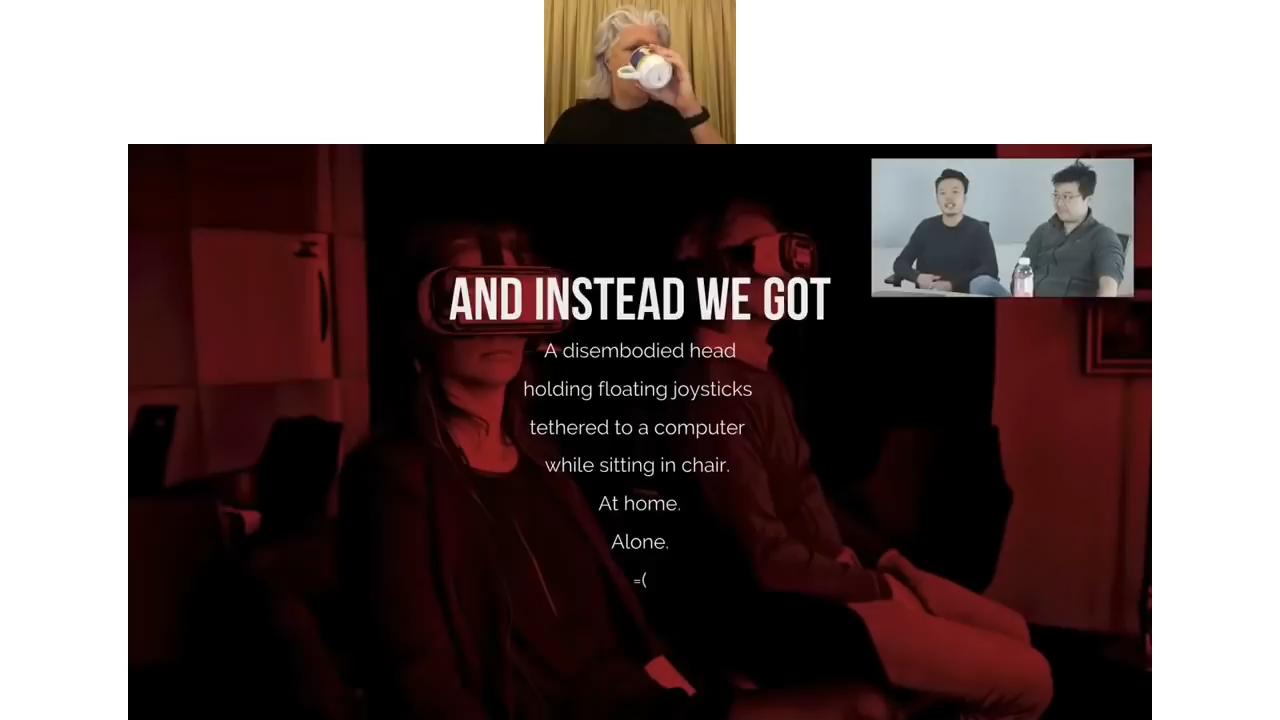 AND INSTEAD WE GOT
A disembodied head
holding floating joysticks
tethered to a computer
while sitting in chair.
At home.
Alone.
=(